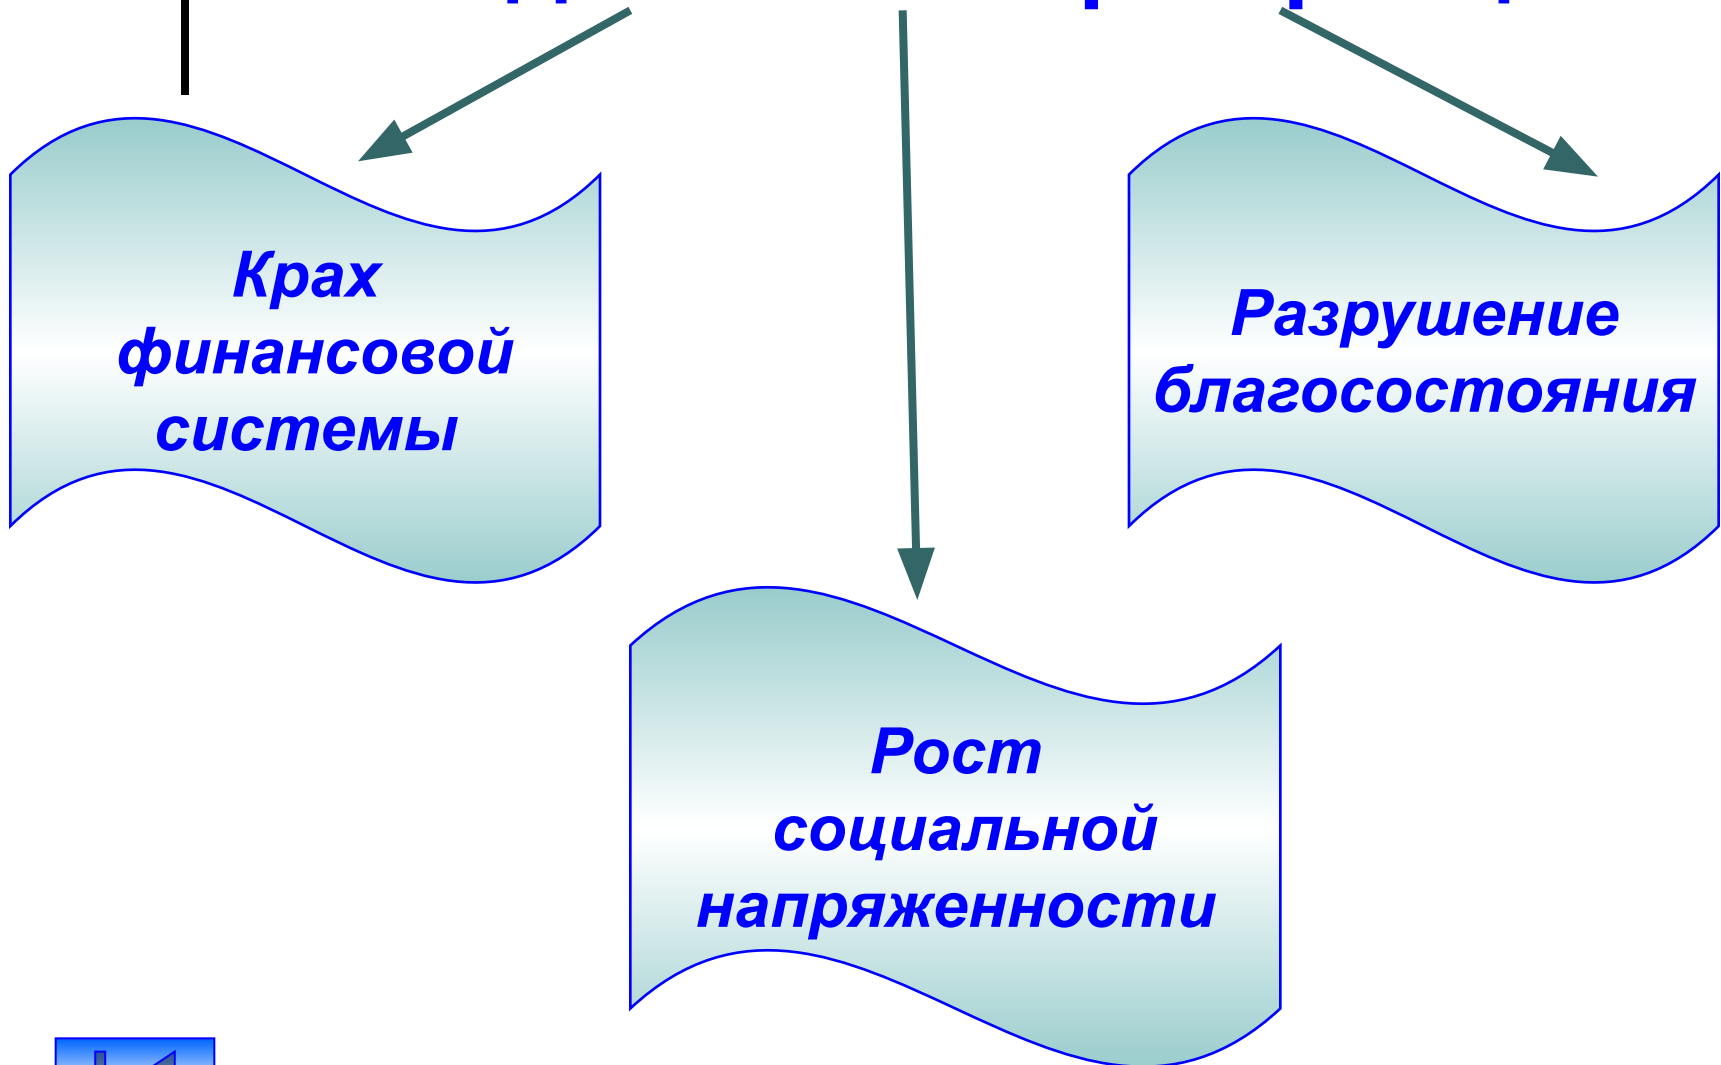 Крах
финансовой
системы
Разрушение
благосостояния
Рост
социальной
напряженности